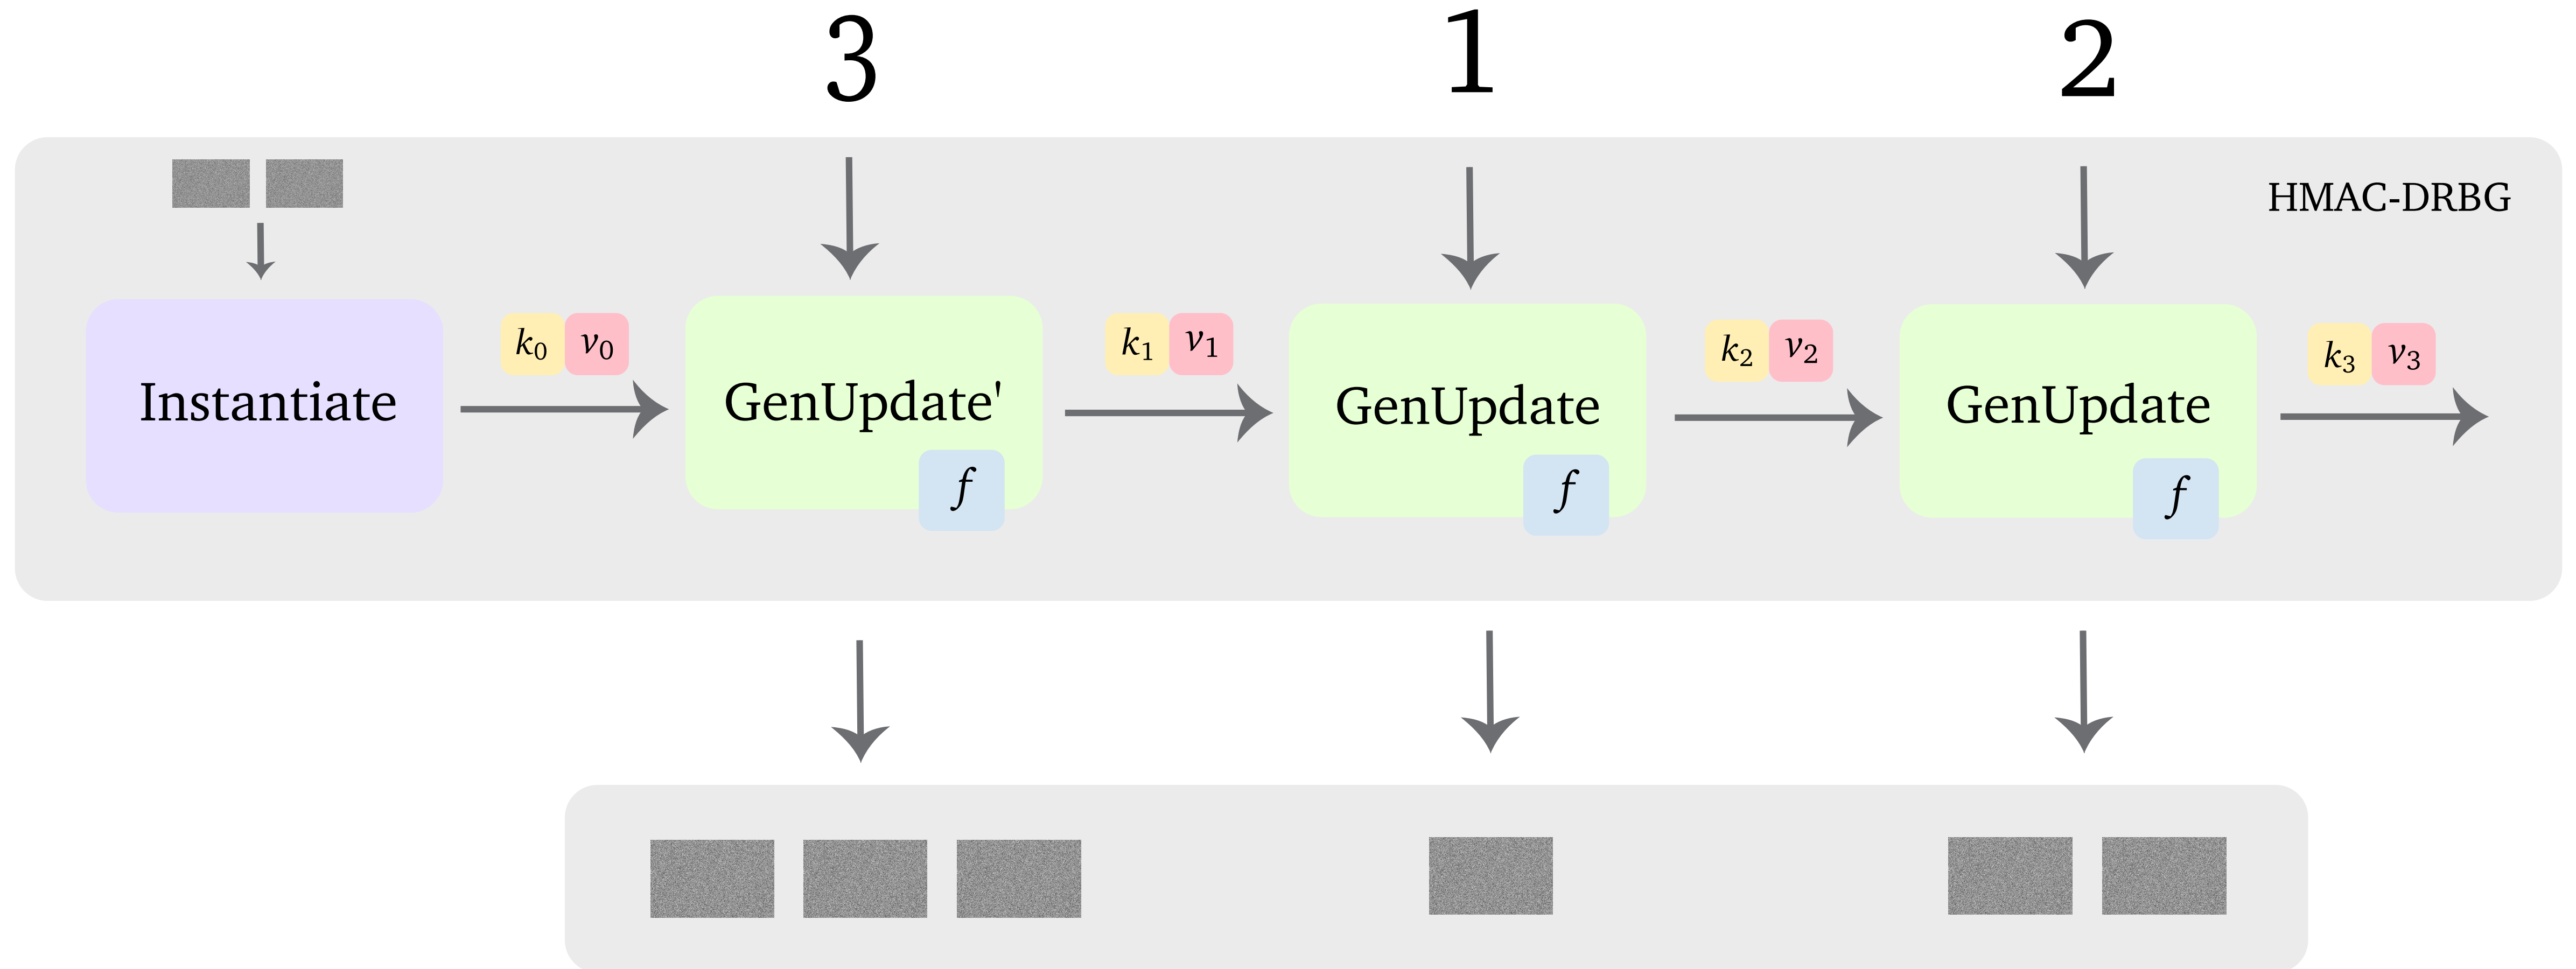 3 1 2
HMAC-DRBG
k₀ v₀ k₁ v₁ k₂ v₂ k₃ v₃
Instantiate GenUpdate' GenUpdate GenUpdate
f f f